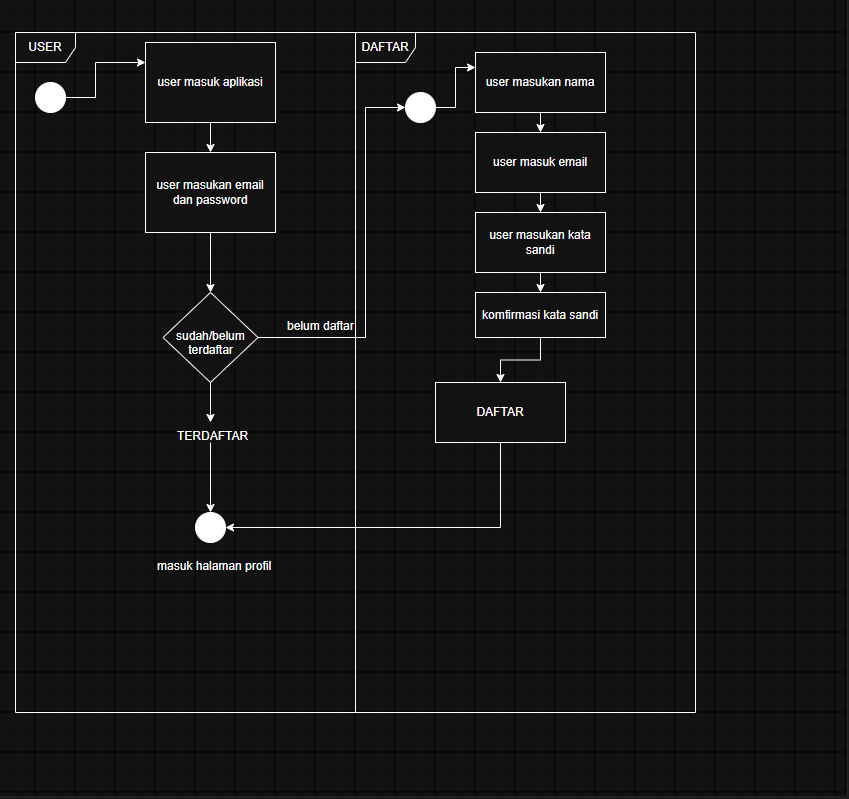 USER
user masuk aplikasi
user masukan email
dan password
sudah/belum
terdaftar
belum daftar
TERDAFTAR
masuk halaman profil
DAFTAR
user masukan nama
user masuk email
user masukan kata
sandi
komfirmasi kata sandi
DAFTAR